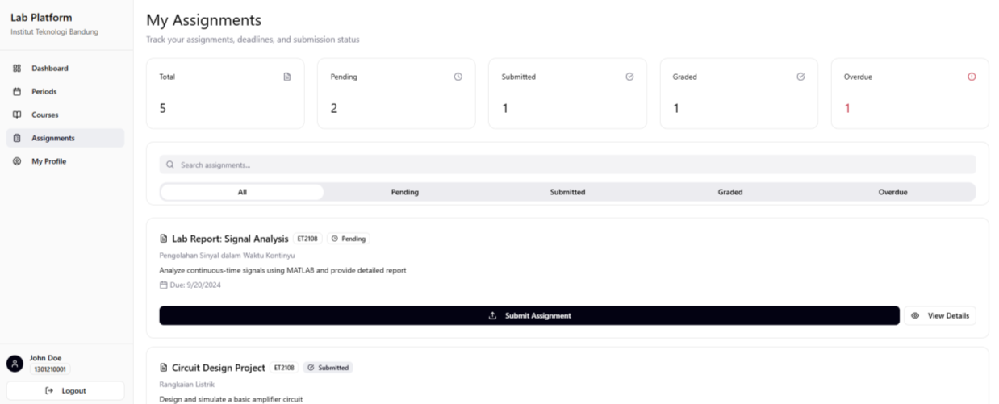 Lab Platform
Institut Teknologi Bandung
Dashboard
Periods
Courses
Assignments
My Profile
John Doe
1301210001
Logout
My Assignments
Track your assignments, deadlines, and submission status
Total
5
Pending
2
Submitted
1
Graded
1
Overdue
1
Search assignments...
All
Pending
Submitted
Graded
Overdue
Lab Report: Signal Analysis ET2108 Pending
Pengolahan Sinyal dalam Waktu Kontinyu
Analyze continuous-time signals using MATLAB and provide detailed report
Due: 9/20/2024
Submit Assignment
View Details
Circuit Design Project ET2108 Submitted
Rangkaian Listrik
Design and simulate a basic amplifier circuit